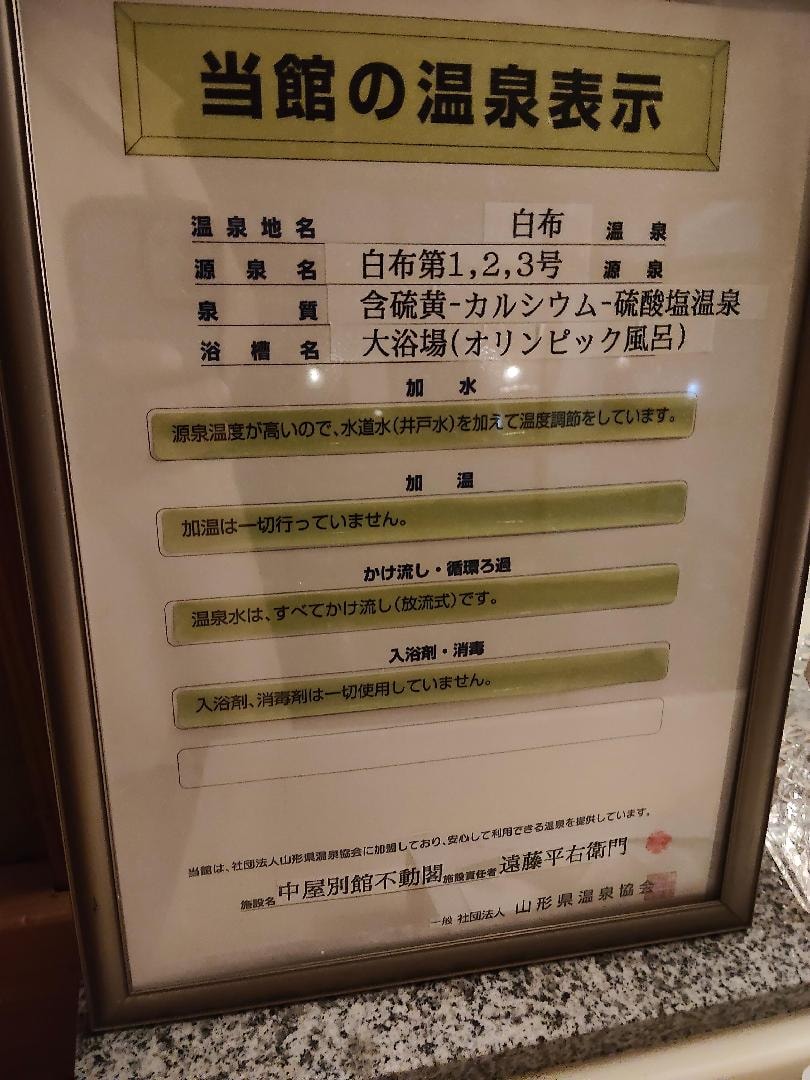 当館の温泉表示
温泉地名 白布 温泉
源泉名 白布第1,2,3号 源泉
泉質 含硫黄-カルシウム-硫酸塩温泉
浴槽名 大浴場(オリンピック風呂)
加水
源泉温度が高いので、水道水(井戸水)を加えて温度調節をしています。
加温
加温は一切行っていません。
かけ流し・循環ろ過
温泉水は、すべてかけ流し(放流式)です。
入浴剤・消毒
入浴剤、消毒剤は一切使用していません。
当館は、社団法人山形県温泉協会に加盟しており、安心して利用できる温泉を提供しています。
施設名 中屋別館不動閣 施設責任者 遠藤平右衛門
一般社団法人 山形県温泉協会